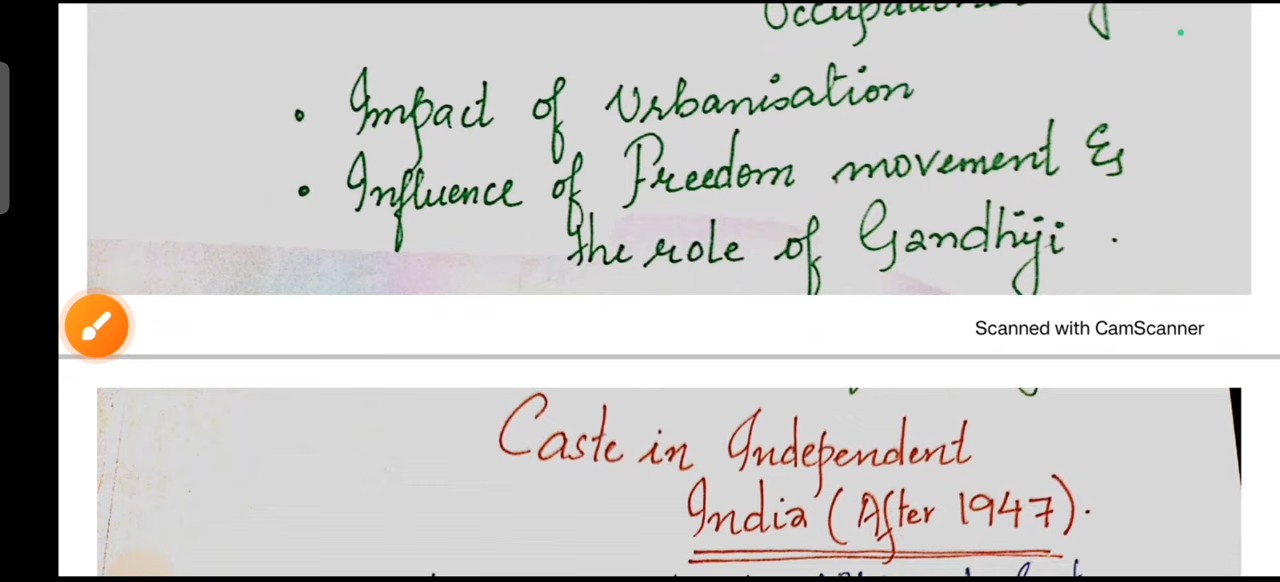 • Impact of Urbanisation
• Influence of Freedom movement &
the role of Gandhiji.
Scanned with CamScanner
Caste in Independent
India (After 1947).